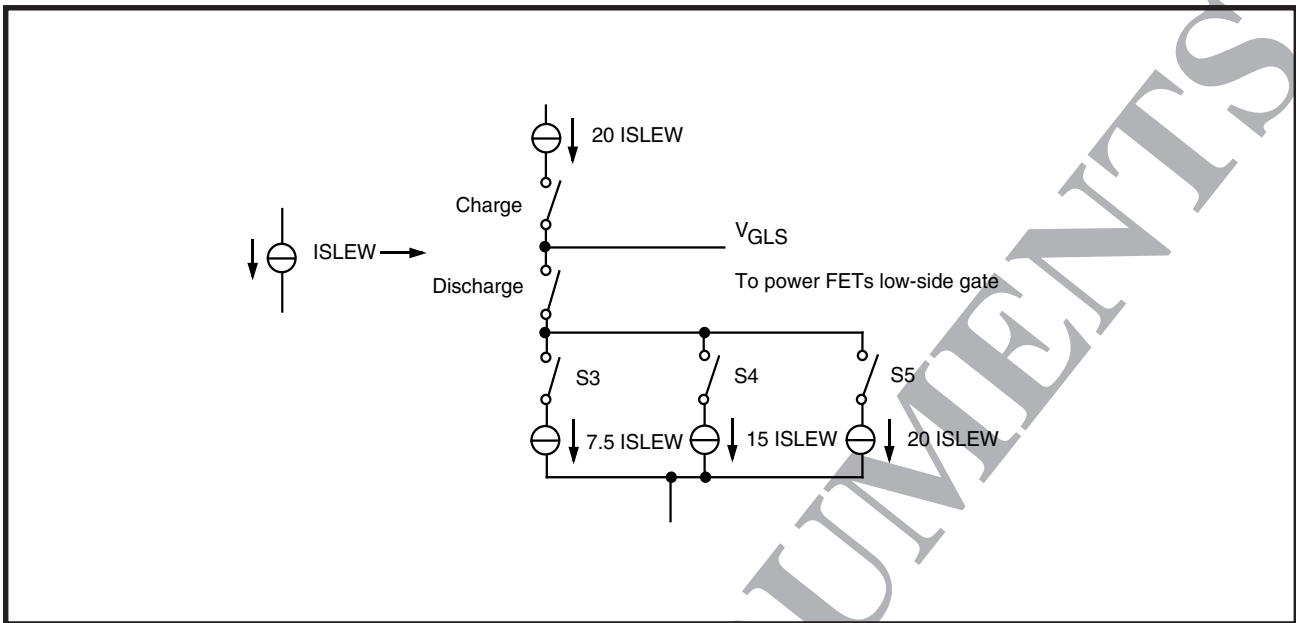 20 ISLEW
Charge
VGLS
ISLEW
Discharge
To power FETs low-side gate
S3
S4
S5
7.5 ISLEW
15 ISLEW
20 ISLEW
UMENTS